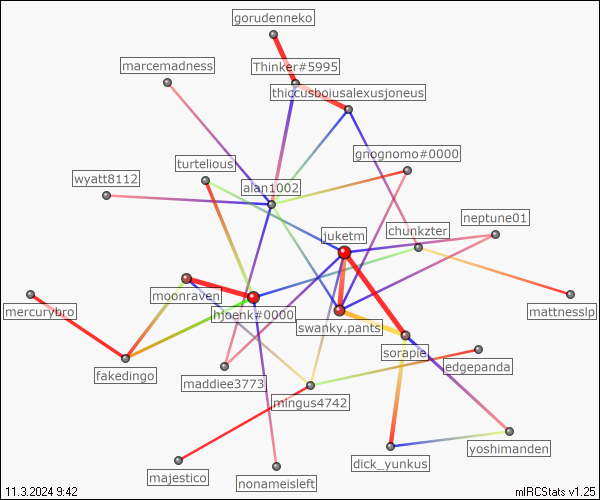 gorudenneko
marcemadness
Thinker#5995
thiccusboiusalexusjoneus
turtelious
gnognomo#0000
wyatt8112
alan1002
neptune01
juketm
chunkzter
moonraven
mercurybro
hjoenk#0000
mattnesslp
swanky.pants
sorapie
edgepanda
fakedingo
maddiee3773
mingus4742
yoshimanden
dick_yunkus
majestico
nonameisleft
11.3.2024 9:42
mIRCStats v1.25